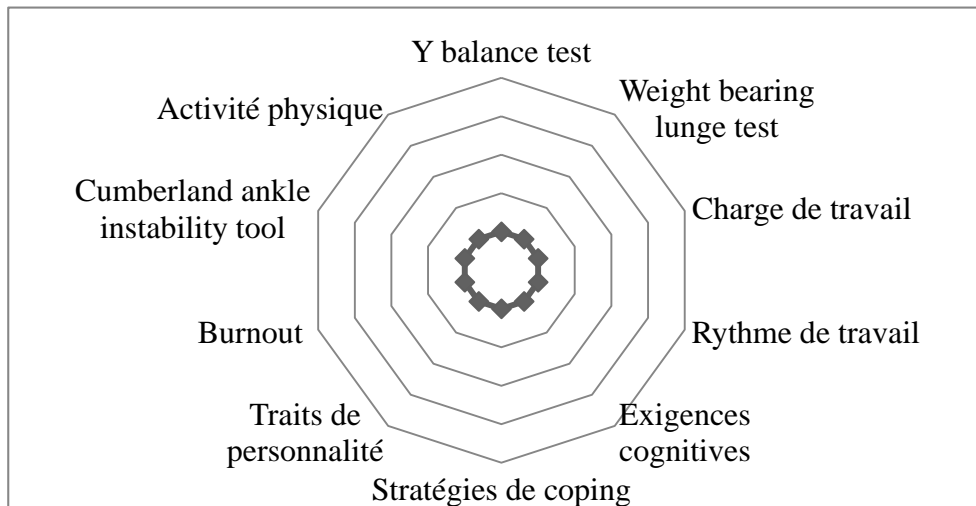 Y balance test
Weight bearing
lunge test
Charge de travail
Rythme de travail
Exigences
cognitives
Stratégies de coping
Traits de
personnalité
Burnout
Cumberland ankle
instability tool
Activité physique